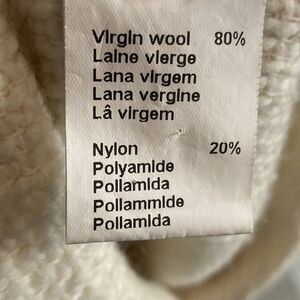 Virgin wool 80%
Laine vierge
Lana virgem
Lana vergine
Lâ virgem
Nylon 20%
Polyamide
Poliamida
Poliammide
Poliamida